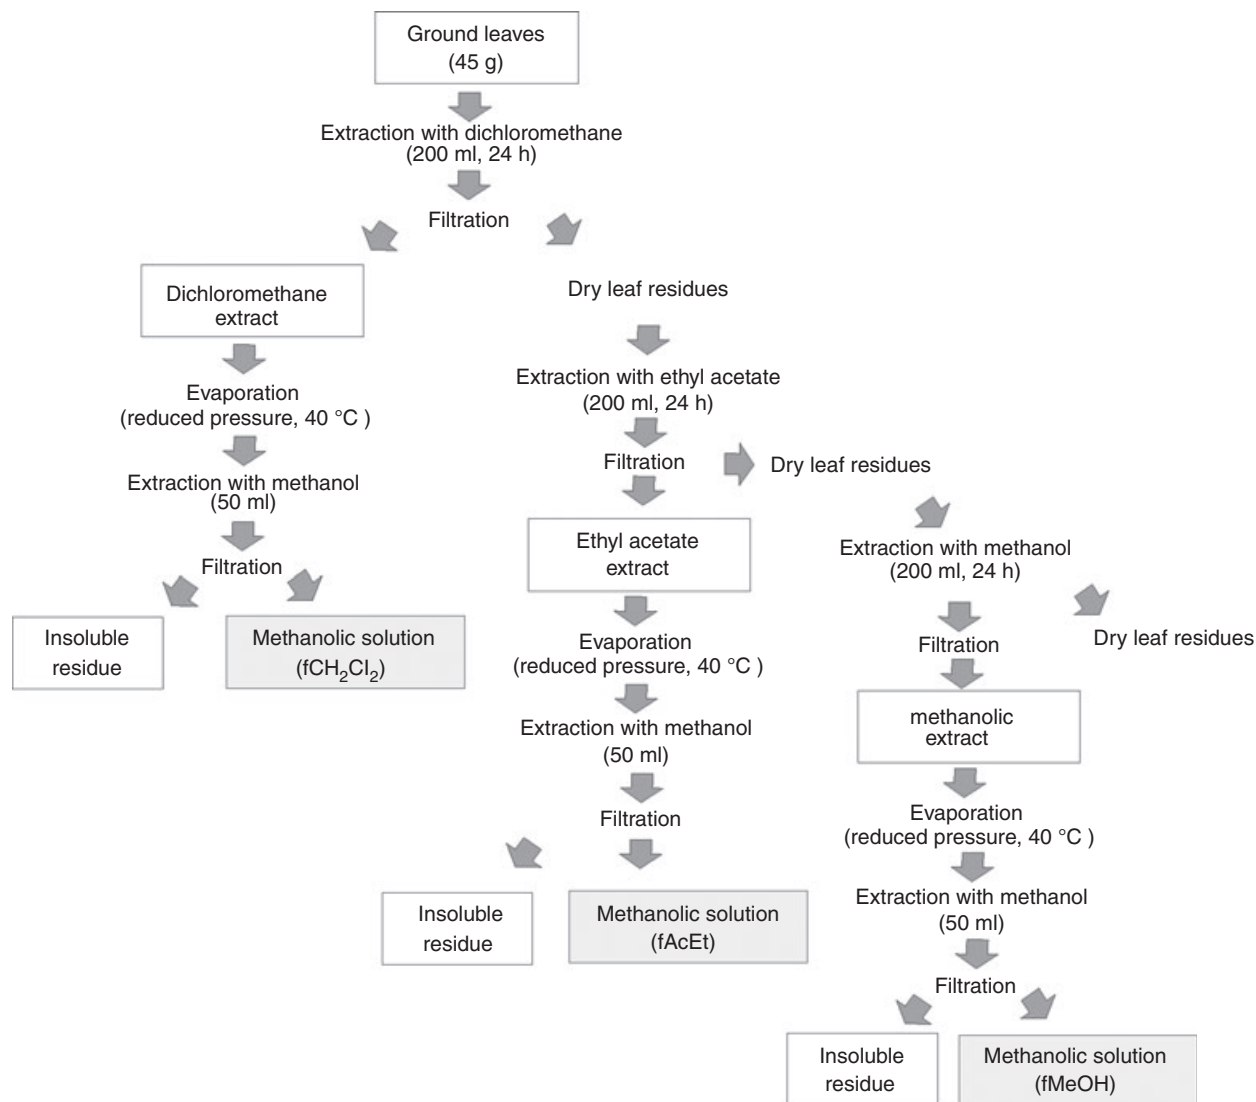 Ground leaves
(45 g)
Extraction with dichloromethane
(200 ml, 24 h)
Filtration
Dichloromethane
extract
Evaporation
(reduced pressure, 40 °C )
Extraction with methanol
(50 ml)
Filtration
Insoluble
residue
Methanolic solution
(fCH₂Cl₂)
Dry leaf residues
Extraction with ethyl acetate
(200 ml, 24 h)
Filtration
Ethyl acetate
extract
Evaporation
(reduced pressure, 40 °C )
Extraction with methanol
(50 ml)
Filtration
Insoluble
residue
Methanolic solution
(fAcEt)
Dry leaf residues
Extraction with methanol
(200 ml, 24 h)
Dry leaf residues
Filtration
methanolic
extract
Evaporation
(reduced pressure, 40 °C )
Extraction with methanol
(50 ml)
Filtration
Insoluble
residue
Methanolic solution
(fMeOH)